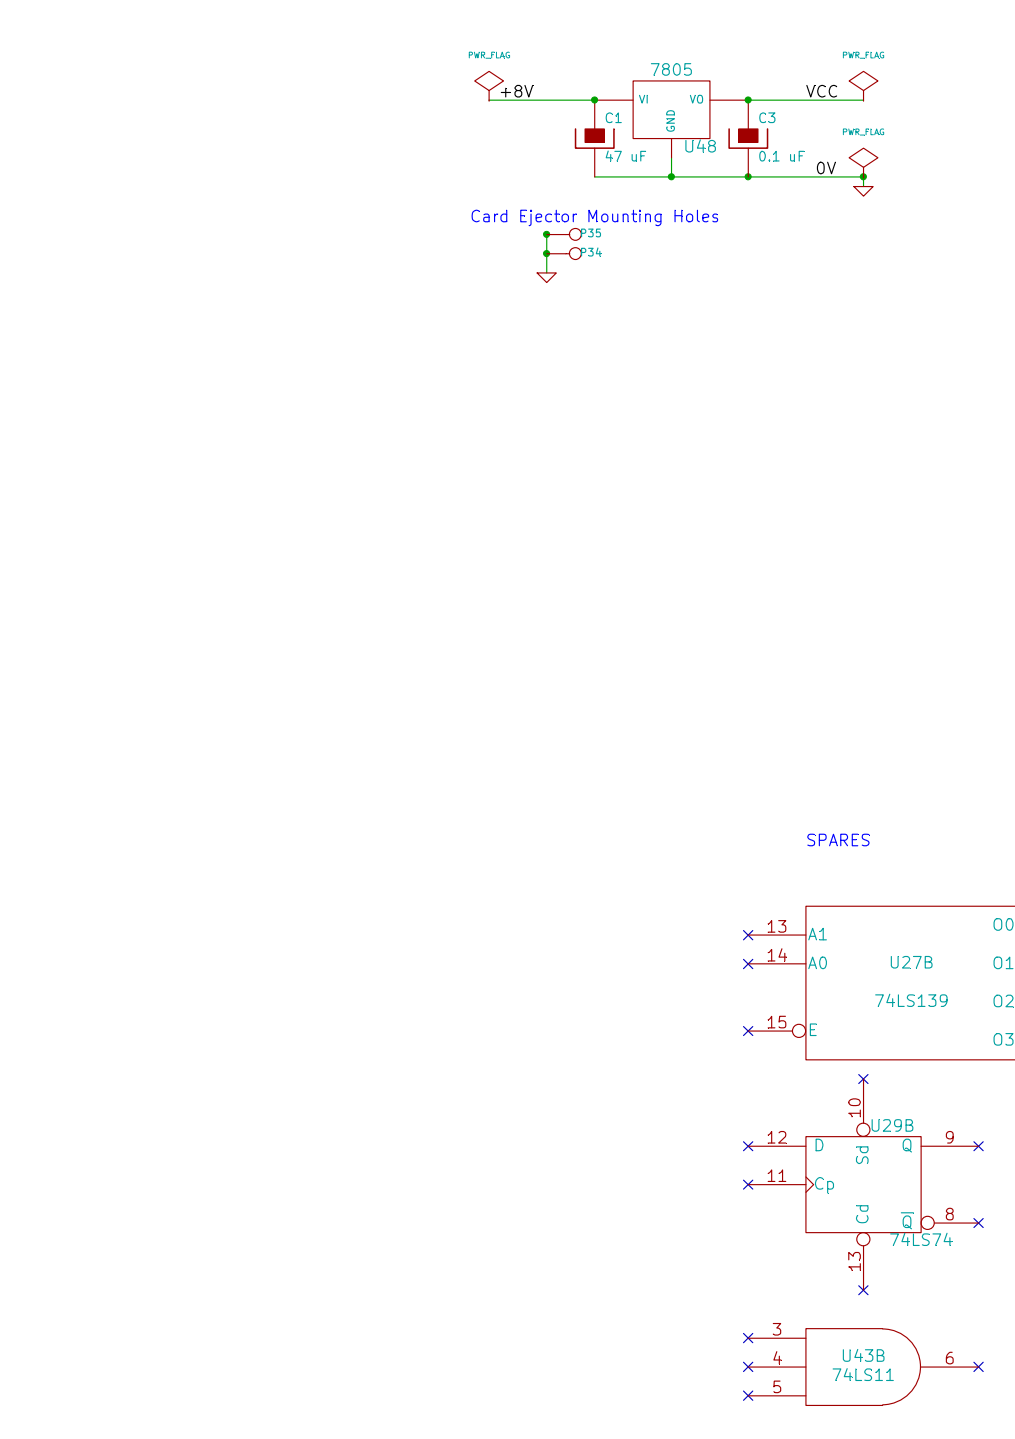 PWR_FLAG
PWR_FLAG
7805
+8V
VI
VO
VCC
GND
C1
C3
PWR_FLAG
U48
47 uF
0.1 uF
0V
Card Ejector Mounting Holes
P35
P34
SPARES
O0
13
A1
14
A0
U27B
O1
74LS139
O2
15
E
O3
10
U29B
12
D
Sd
Q
9
11
Cp
Cd
Q
8
74LS74
13
3
U43B
4
6
74LS11
5